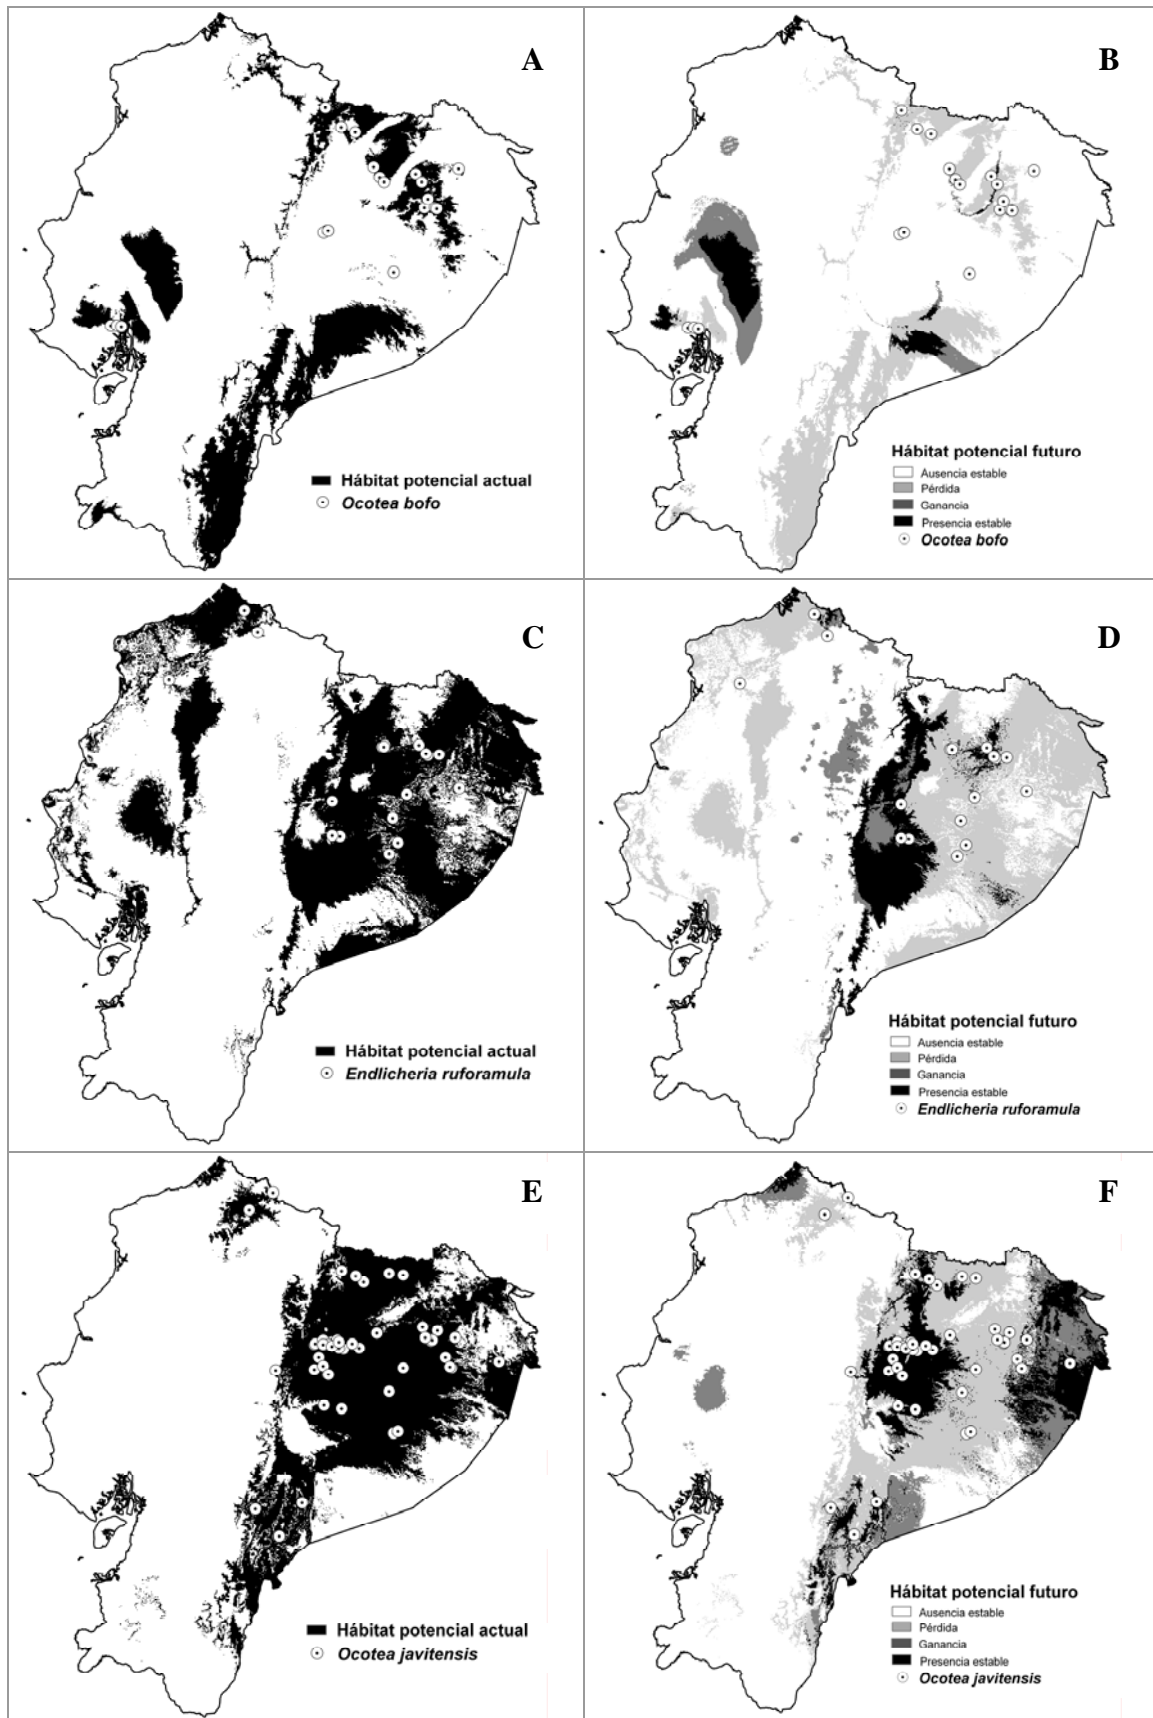 A
Hábitat potencial actual
Ocotea bofo
B
Hábitat potencial futuro
Ausencia estable
Pérdida
Ganancia
Presencia estable
Ocotea bofo
C
Hábitat potencial actual
Endlicheria ruforamula
D
Hábitat potencial futuro
Ausencia estable
Pérdida
Ganancia
Presencia estable
Endlicheria ruforamula
E
Hábitat potencial actual
Ocotea javitensis
F
Hábitat potencial futuro
Ausencia estable
Pérdida
Ganancia
Presencia estable
Ocotea javitensis